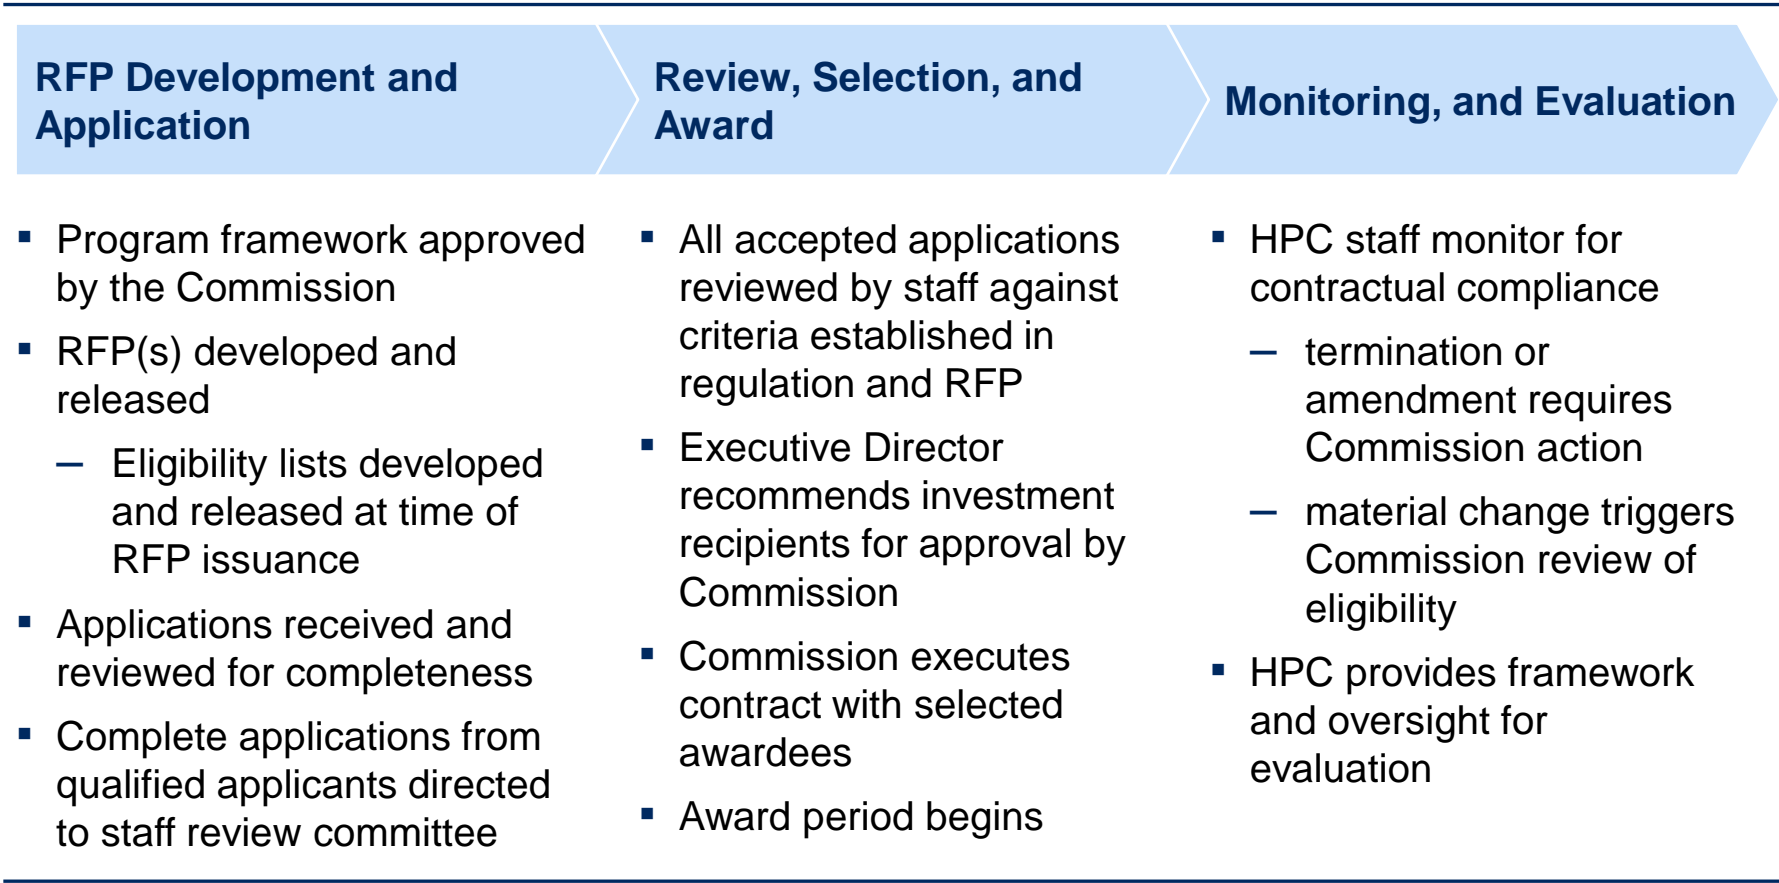 RFP Development and
Application
▪ Program framework approved
by the Commission
▪ RFP(s) developed and
released
– Eligibility lists developed
and released at time of
RFP issuance
▪ Applications received and
reviewed for completeness
▪ Complete applications from
qualified applicants directed
to staff review committee
Review, Selection, and
Award
▪ All accepted applications
reviewed by staff against
criteria established in
regulation and RFP
▪ Executive Director
recommends investment
recipients for approval by
Commission
▪ Commission executes
contract with selected
awardees
▪ Award period begins
Monitoring, and Evaluation
▪ HPC staff monitor for
contractual compliance
– termination or
amendment requires
Commission action
– material change triggers
Commission review of
eligibility
▪ HPC provides framework
and oversight for
evaluation